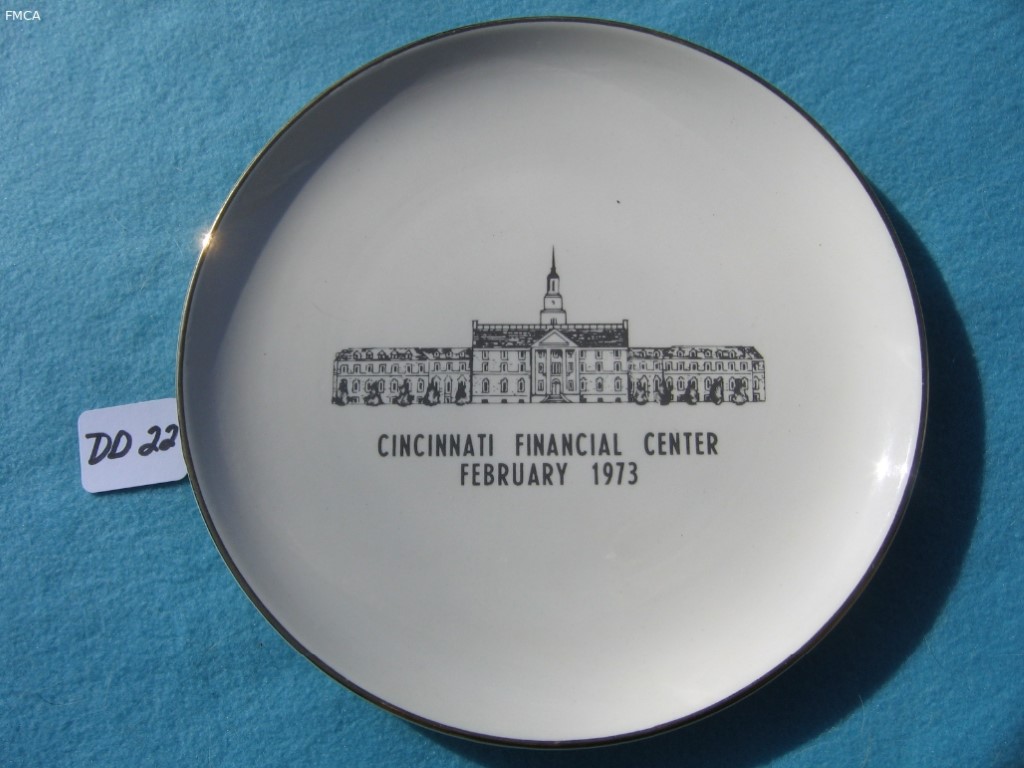 FMCA
DD 22
CINCINNATI FINANCIAL CENTER
FEBRUARY 1973